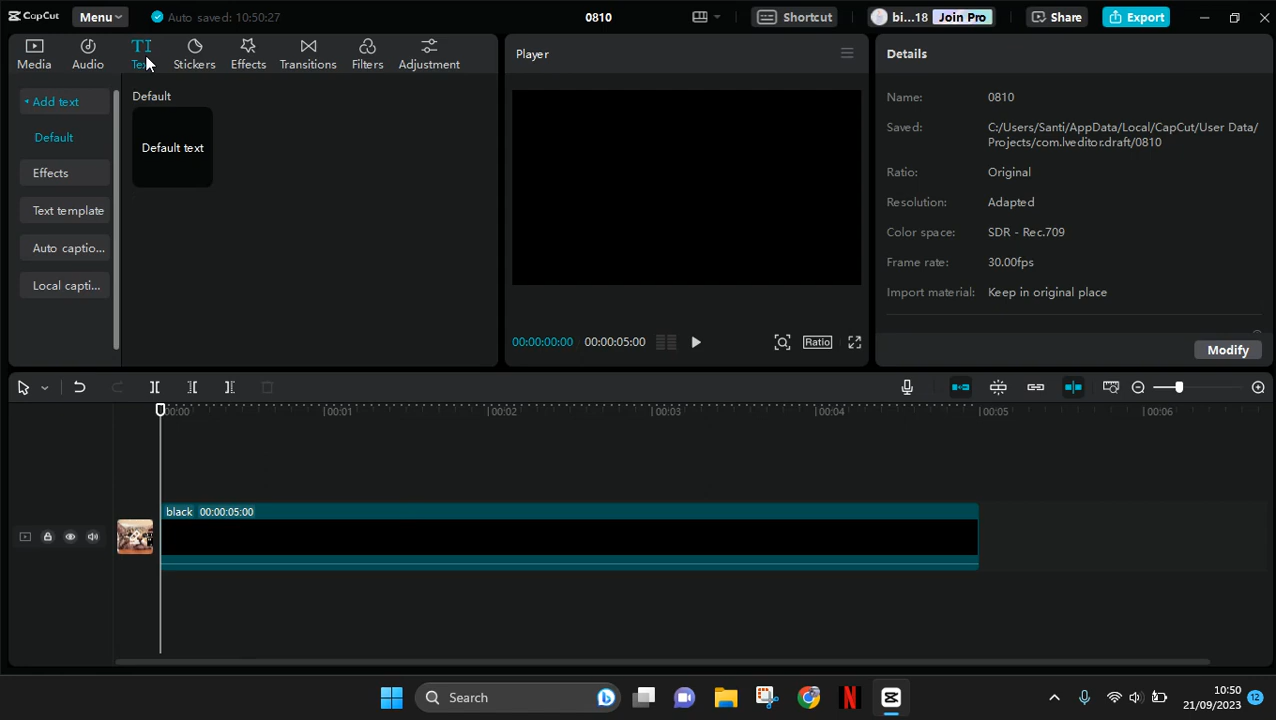 CapCut
Menu
Auto saved: 10:50:27
0810
Shortcut
bi...18
Join Pro
Share
Export
Media
Audio
Stickers
Effects
Transitions
Filters
Adjustment
Add text
Default
Effects
Text template
Auto captio...
Local capti...
Default
Default text
Player
00:00:00:00
00:00:05:00
Ratio
Details
Name: 0810
Saved: C:/Users/Santi/AppData/Local/CapCut/User Data/
Projects/com.lveditor.draft/0810
Ratio: Original
Resolution: Adapted
Color space: SDR - Rec.709
Frame rate: 30.00fps
Import material: Keep in original place
Modify
00:00
00:01
00:02
00:03
00:04
00:05
00:06
black 00:00:05:00
Search
10:50
21/09/2023
12